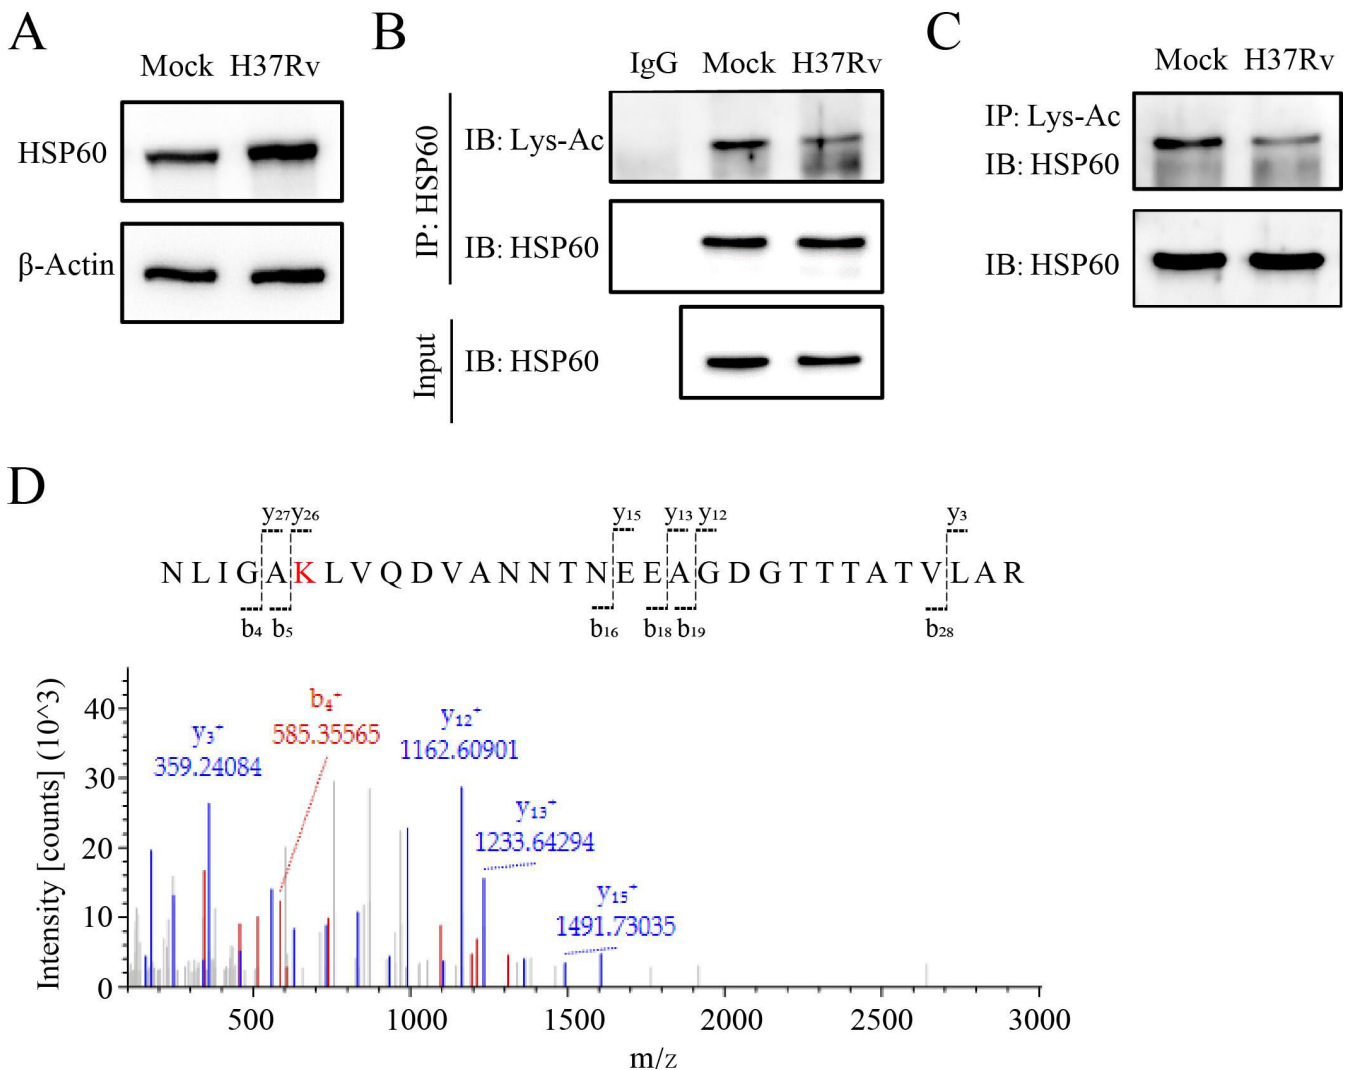 A
Mock H37Rv
HSP60
β-Actin
B
IgG Mock H37Rv
IP: HSP60
IB: Lys-Ac
IB: HSP60
Input
IB: HSP60
C
Mock H37Rv
IP: Lys-Ac
IB: HSP60
IB: HSP60
D
y27 y26 y15 y13 y12 y3
N L I G A K L V Q D V A N N T N E E A G D G T T T A T V L A R
b4 b5 b16 b18 b19 b28
Intensity [counts] (10^3)
40
30
20
10
0
y3+
359.24084
b4+
585.35565
y12+
1162.60901
y13+
1233.64294
y15+
1491.73035
500 1000 1500 2000 2500 3000
m/z